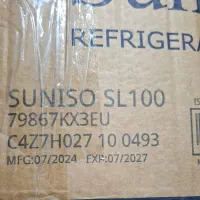 REFRIGERA
SUNISO SL100
79867KX3EU
C4Z7H027 10 0493
MFG:07/2024 EXP:07/2027